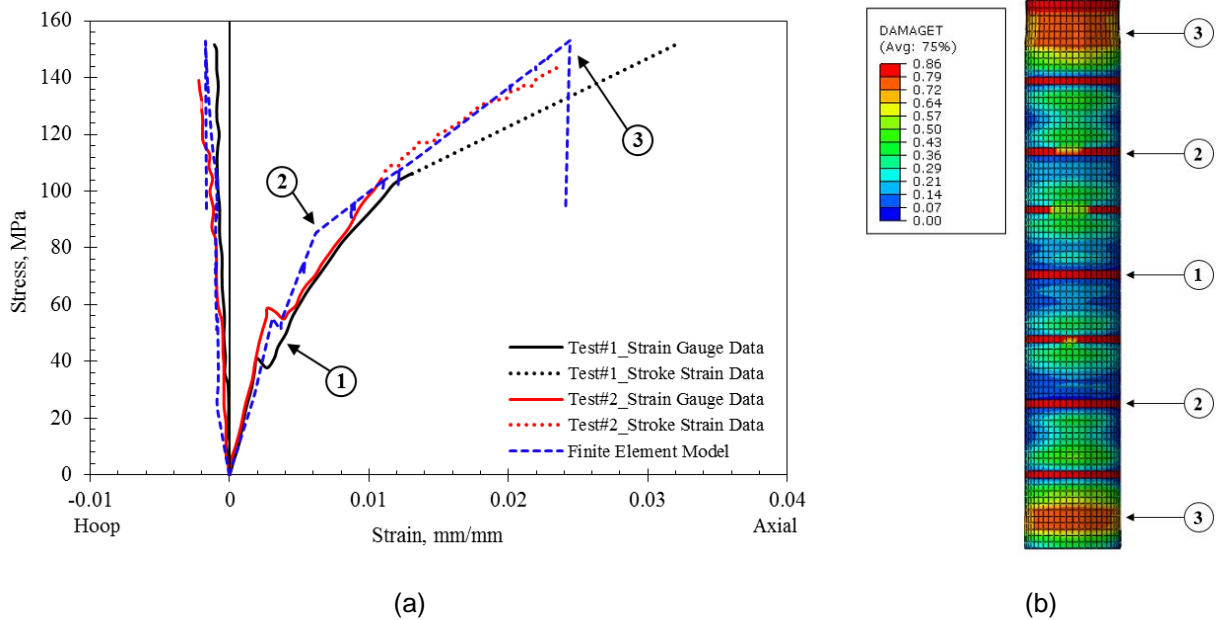 160
140
120
100
80
60
40
20
0
Stress, MPa
-0.01
0
0.01
0.02
0.03
0.04
Hoop
Strain, mm/mm
Axial
1
2
3
Test#1_Strain Gauge Data
Test#1_Stroke Strain Data
Test#2_Strain Gauge Data
Test#2_Stroke Strain Data
Finite Element Model
(a)
DAMAGET
(Avg: 75%)
0.86
0.79
0.72
0.64
0.57
0.50
0.43
0.36
0.29
0.21
0.14
0.07
0.00
3
2
1
2
3
(b)